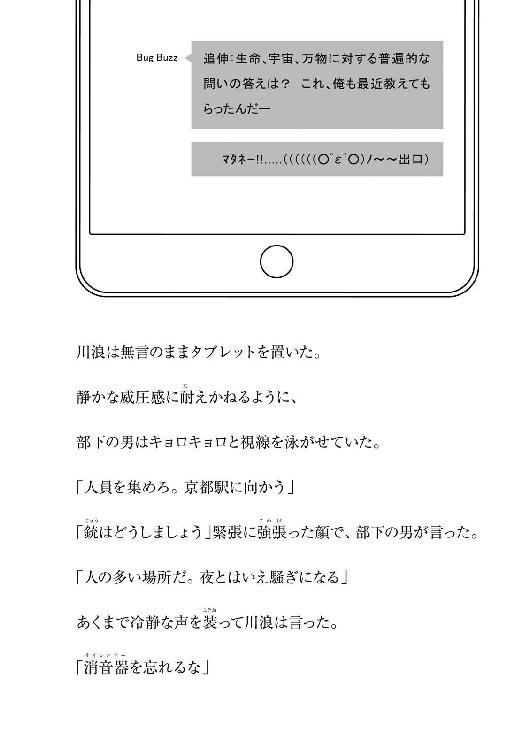 Bug Buzz
追伸：生命、宇宙、万物に対する普遍的な
問いの答えは？　これ、俺も最近教えても
らったんだー
ﾏﾀﾈｰ!!.....((((((〇ﾟεﾟ〇)ﾉ～～出口)
川浪は無言のままタブレットを置いた。
静かな威圧感に耐えかねるように、
部下の男はキョロキョロと視線を泳がせていた。
「人員を集めろ。京都駅に向かう」
「銃はどうしましょう」緊張に強張った顔で、部下の男が言った。
「人の多い場所だ。夜とはいえ騒ぎになる」
あくまで冷静な声を装って川浪は言った。
「消音器を忘れるな」